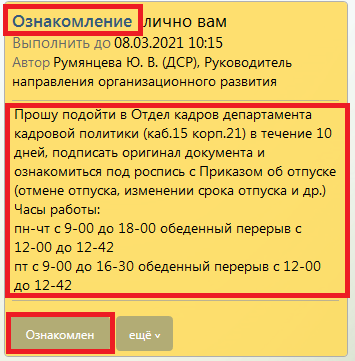 Ознакомление лично вам
Выполнить до 08.03.2021 10:15
Автор Румянцева Ю. В. (ДСР), Руководитель
направления организационного развития
Прошу подойти в Отдел кадров департамента
кадровой политики (каб.15 корп.21) в течение 10
дней, подписать оригинал документа и
ознакомиться под роспись с Приказом об отпуске
(отмене отпуска, изменении срока отпуска и др.)
Часы работы:
пн-чт с 9-00 до 18-00 обеденный перерыв с
12-00 до 12-42
пт с 9-00 до 16-30 обеденный перерыв с 12-00
до 12-42
Ознакомлен ещё v